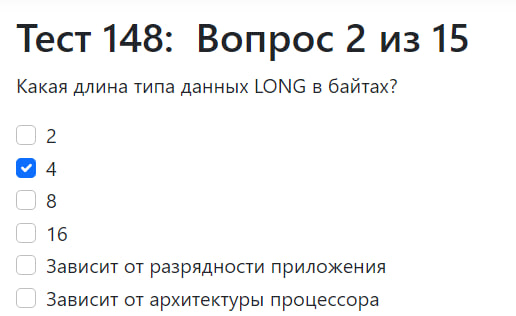 Тест 148: Вопрос 2 из 15
Какая длина типа данных LONG в байтах?
2
4
8
16
Зависит от разрядности приложения
Зависит от архитектуры процессора